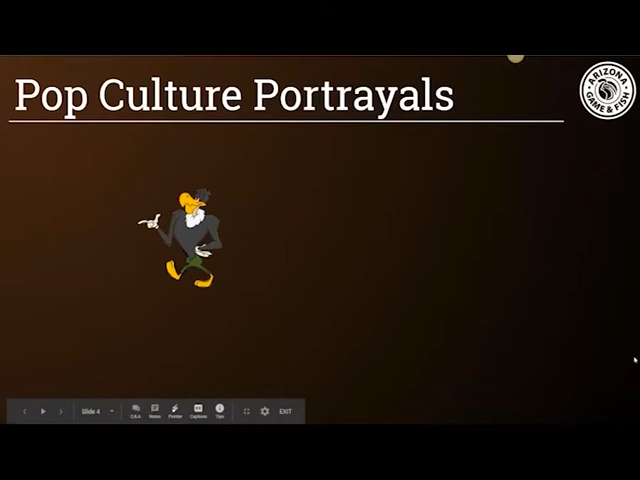 Pop Culture Portrayals
ARIZONA
GAME & FISH
Slide 4
Q&A
Notes
Pointer
Captions
Tips
EXIT